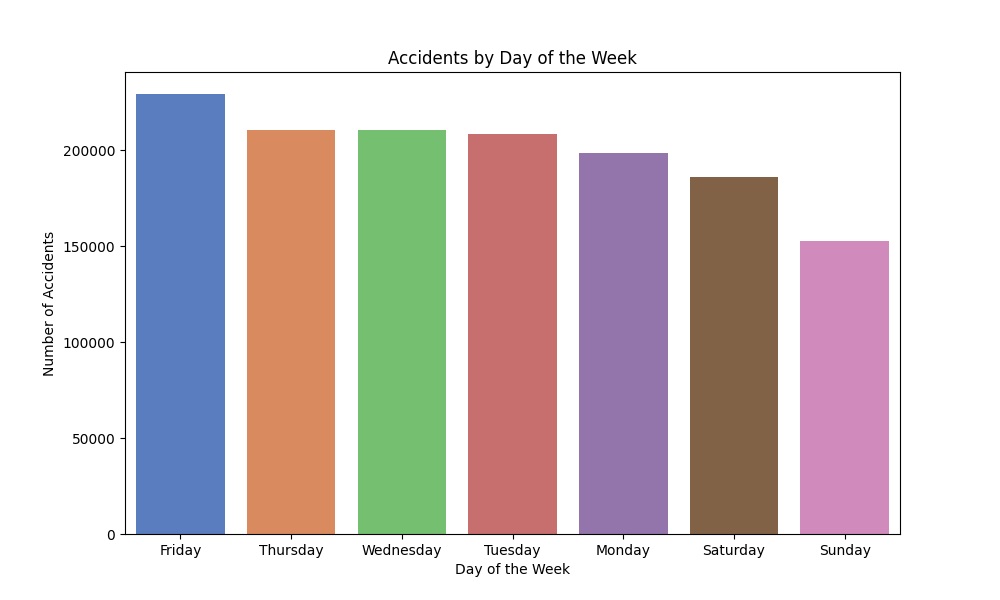 Accidents by Day of the Week
Number of Accidents
200000
150000
100000
50000
0
Friday Thursday Wednesday Tuesday Monday Saturday Sunday
Day of the Week